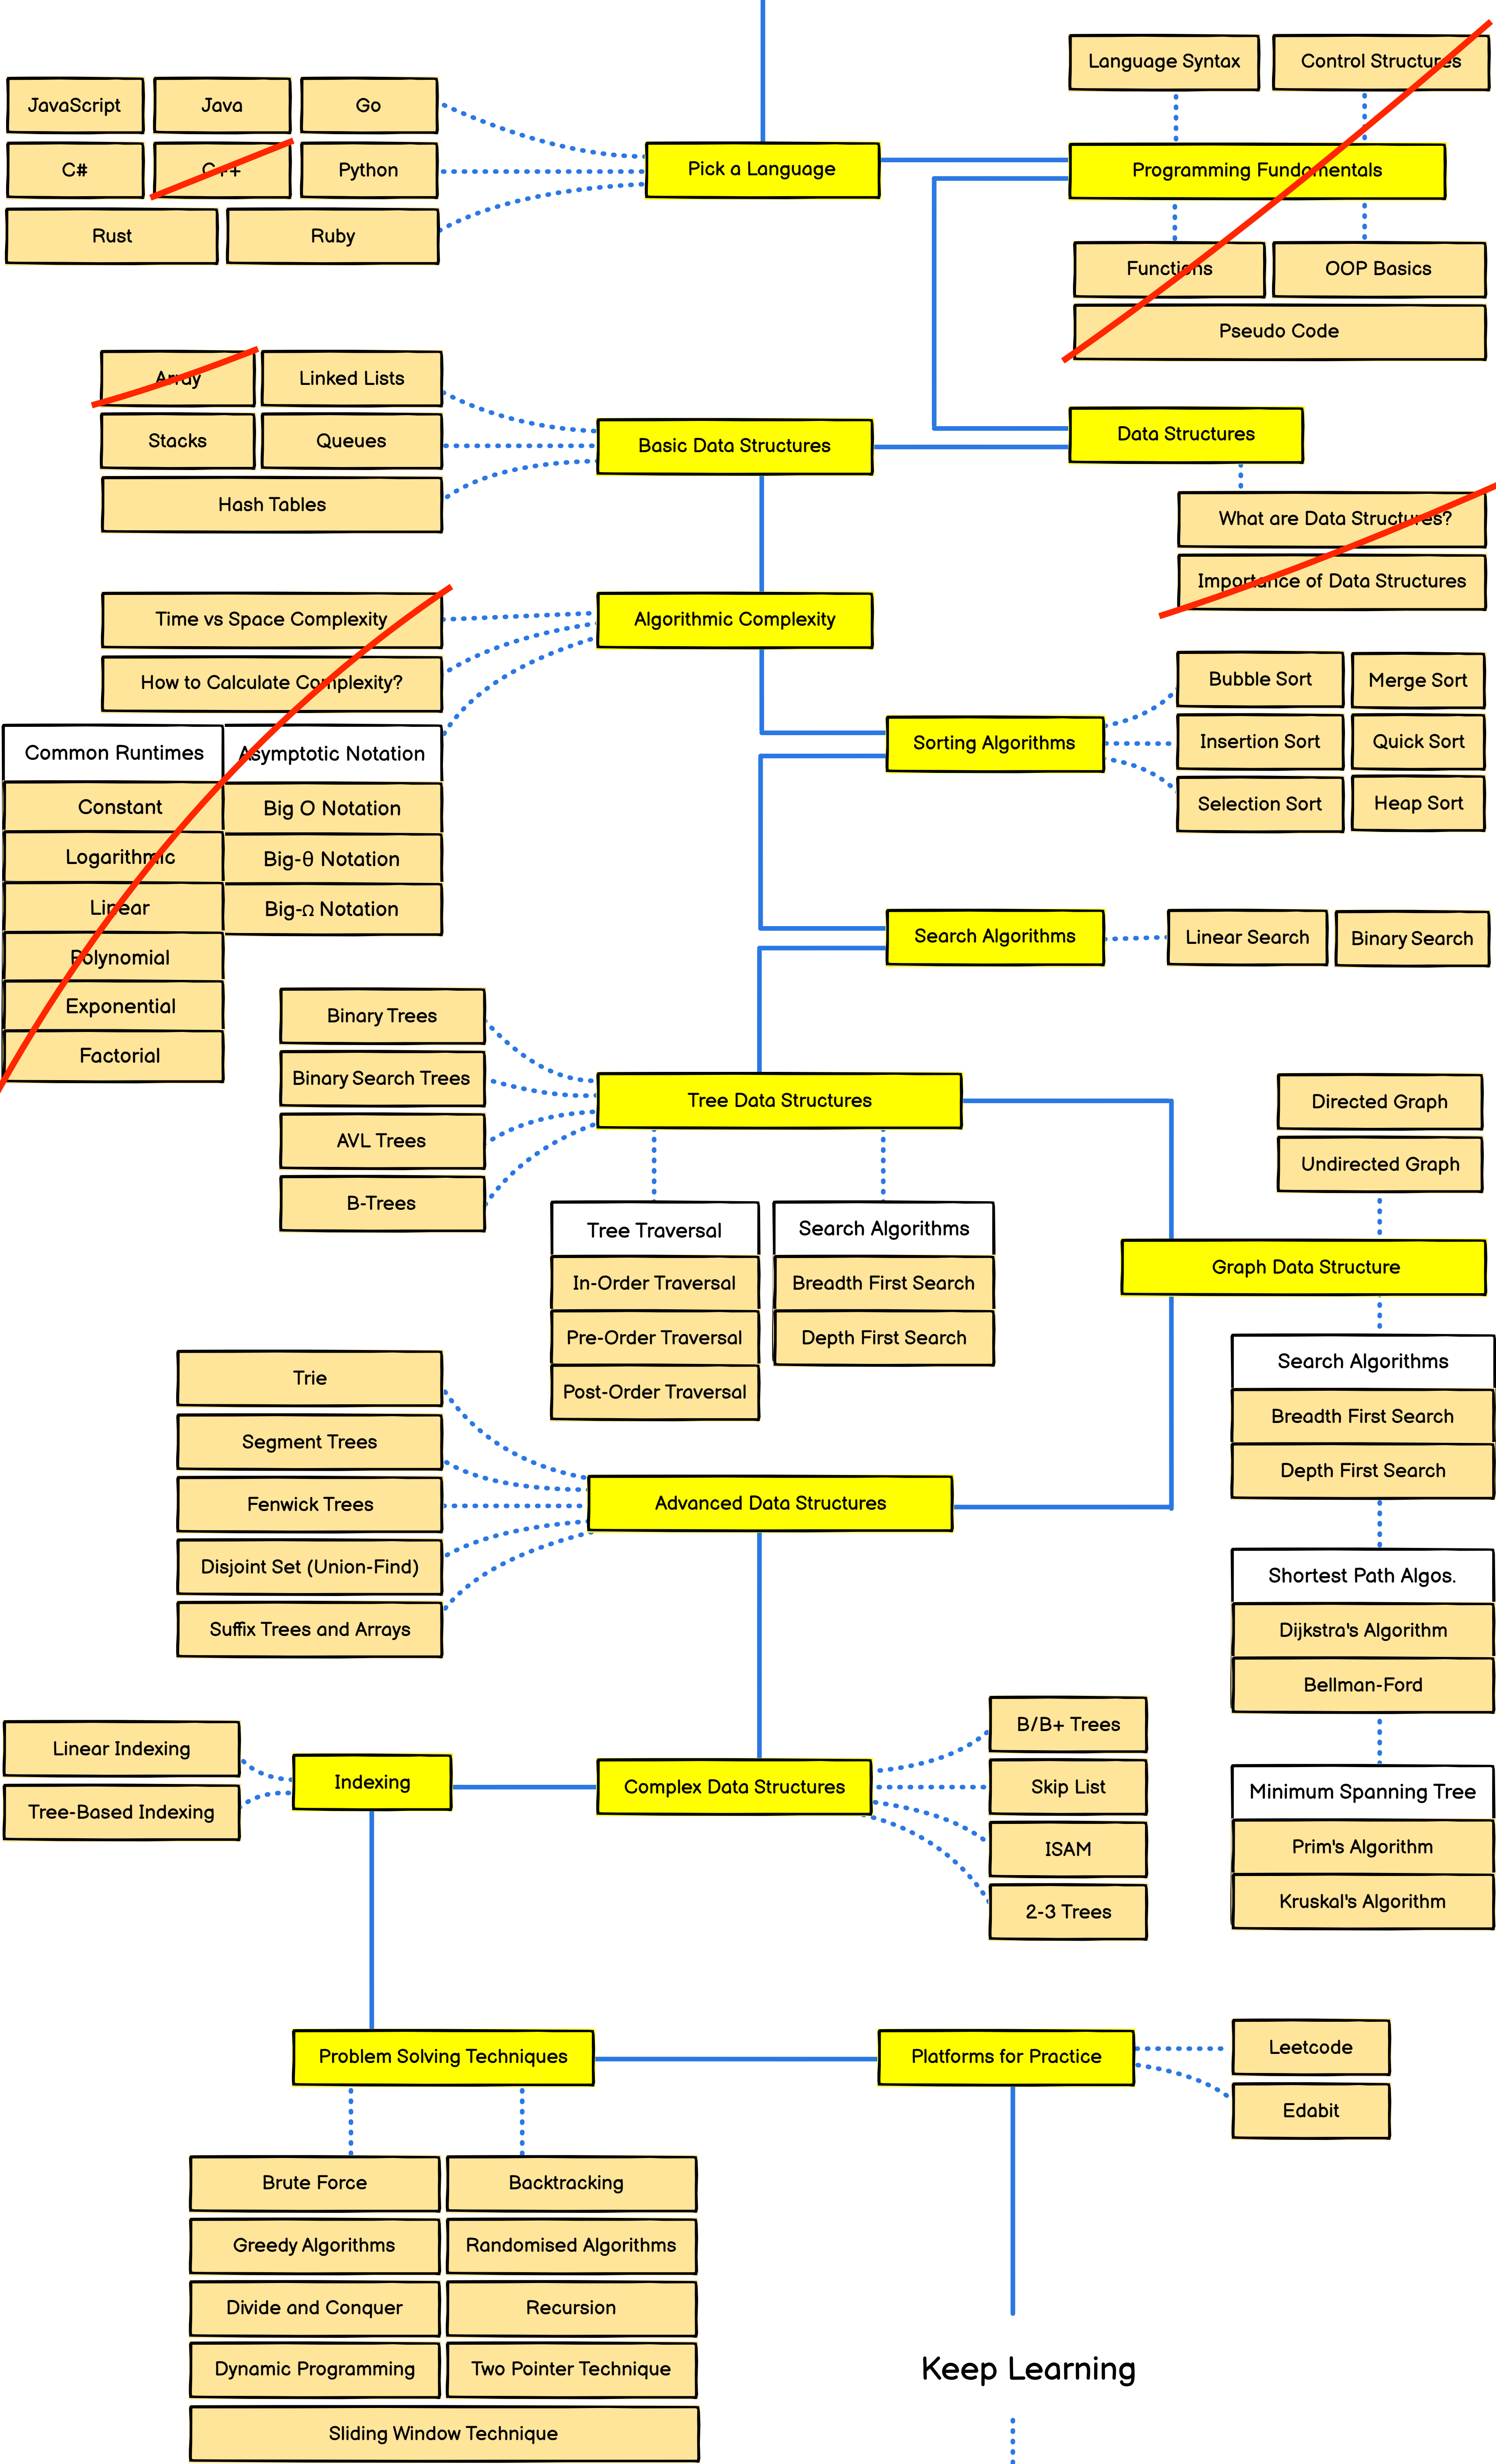 Language Syntax
Control Structures
JavaScript
Java
Go
C#
C++
Python
Rust
Ruby
Pick a Language
Programming Fundamentals
Functions
OOP Basics
Pseudo Code
Array
Linked Lists
Stacks
Queues
Hash Tables
Basic Data Structures
Data Structures
What are Data Structures?
Importance of Data Structures
Time vs Space Complexity
How to Calculate Complexity?
Algorithmic Complexity
Common Runtimes
Constant
Logarithmic
Linear
Polynomial
Exponential
Factorial
Asymptotic Notation
Big O Notation
Big-θ Notation
Big-Ω Notation
Sorting Algorithms
Bubble Sort
Merge Sort
Insertion Sort
Quick Sort
Selection Sort
Heap Sort
Search Algorithms
Linear Search
Binary Search
Binary Trees
Binary Search Trees
AVL Trees
B-Trees
Tree Data Structures
Tree Traversal
In-Order Traversal
Pre-Order Traversal
Post-Order Traversal
Search Algorithms
Breadth First Search
Depth First Search
Directed Graph
Undirected Graph
Graph Data Structure
Search Algorithms
Breadth First Search
Depth First Search
Shortest Path Algos.
Dijkstra's Algorithm
Bellman-Ford
Minimum Spanning Tree
Prim's Algorithm
Kruskal's Algorithm
Trie
Segment Trees
Fenwick Trees
Disjoint Set (Union-Find)
Suffix Trees and Arrays
Advanced Data Structures
Linear Indexing
Tree-Based Indexing
Indexing
Complex Data Structures
B/B+ Trees
Skip List
ISAM
2-3 Trees
Problem Solving Techniques
Platforms for Practice
Leetcode
Edabit
Brute Force
Backtracking
Greedy Algorithms
Randomised Algorithms
Divide and Conquer
Recursion
Dynamic Programming
Two Pointer Technique
Sliding Window Technique
Keep Learning